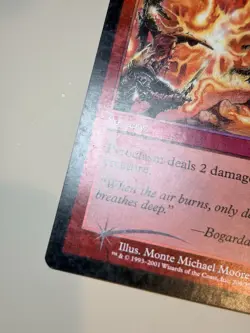 deals 2 damage
"When the air burns, only d
breathes deep."
—Bogarda
Illus. Monte Michael Moore
™ & © 1993–2001 Wizards of the Coast, Inc.